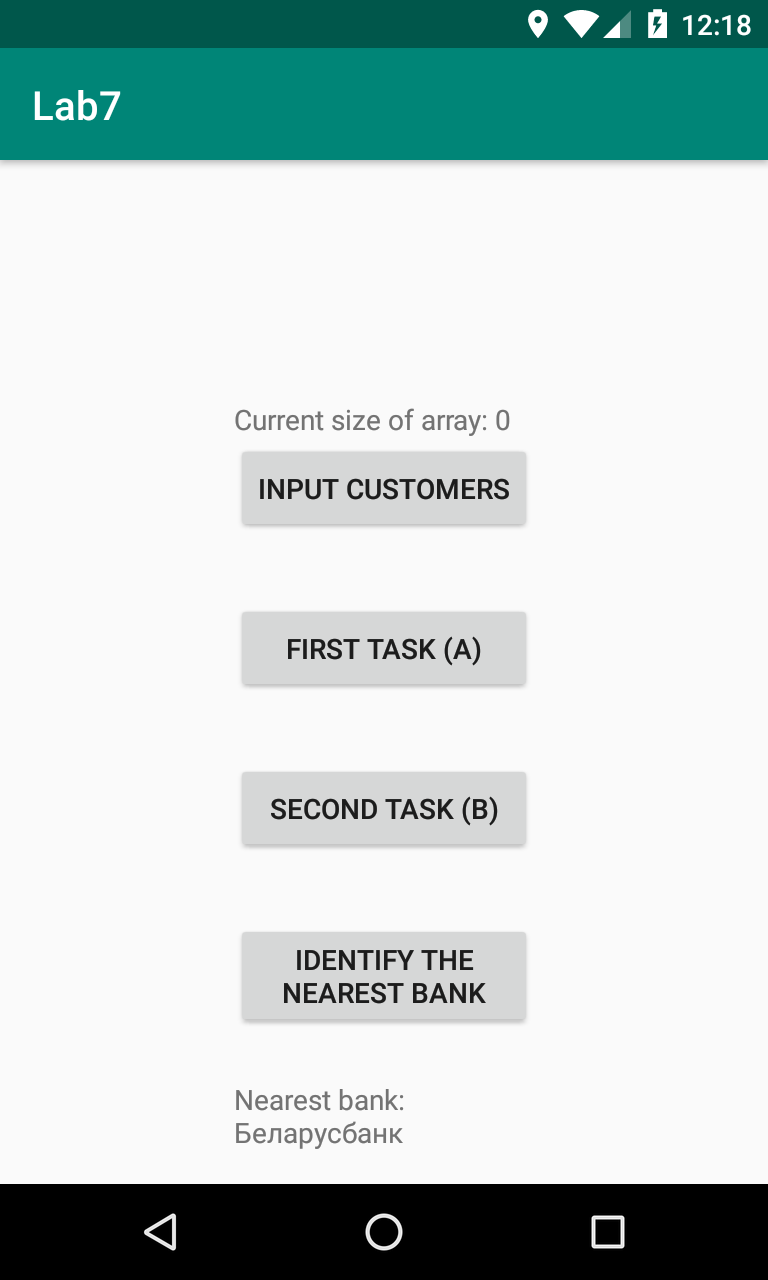 12:18
Lab7
Current size of array: 0
INPUT CUSTOMERS
FIRST TASK (A)
SECOND TASK (B)
IDENTIFY THE
NEAREST BANK
Nearest bank:
Беларусбанк